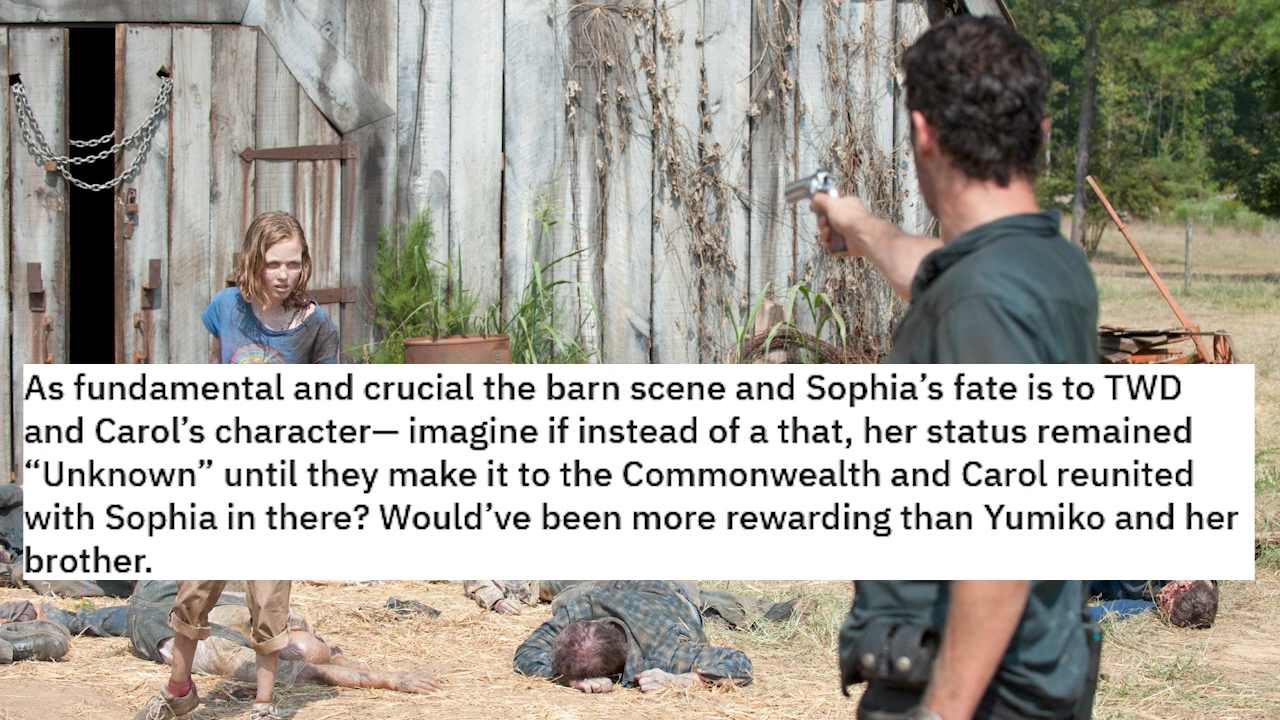 As fundamental and crucial the barn scene and Sophia’s fate is to TWD
and Carol’s character— imagine if instead of a that, her status remained
“Unknown” until they make it to the Commonwealth and Carol reunited
with Sophia in there? Would’ve been more rewarding than Yumiko and her
brother.